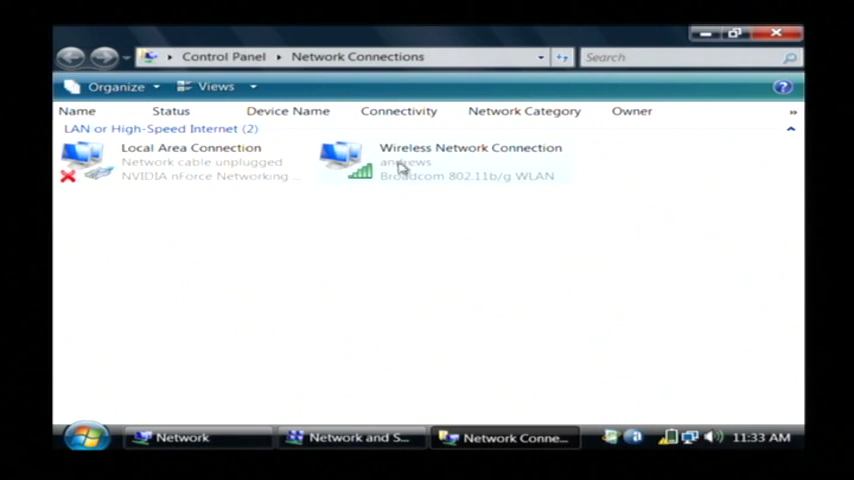 Control Panel Network Connections Search
Organize Views
Name Status Device Name Connectivity Network Category Owner »
LAN or High-Speed Internet (2)
Local Area Connection
Network cable unplugged
NVIDIA nForce Networking ...
Wireless Network Connection
andrews
Broadcom 802.11b/g WLAN
Network Network and S... Network Conne... 11:33 AM